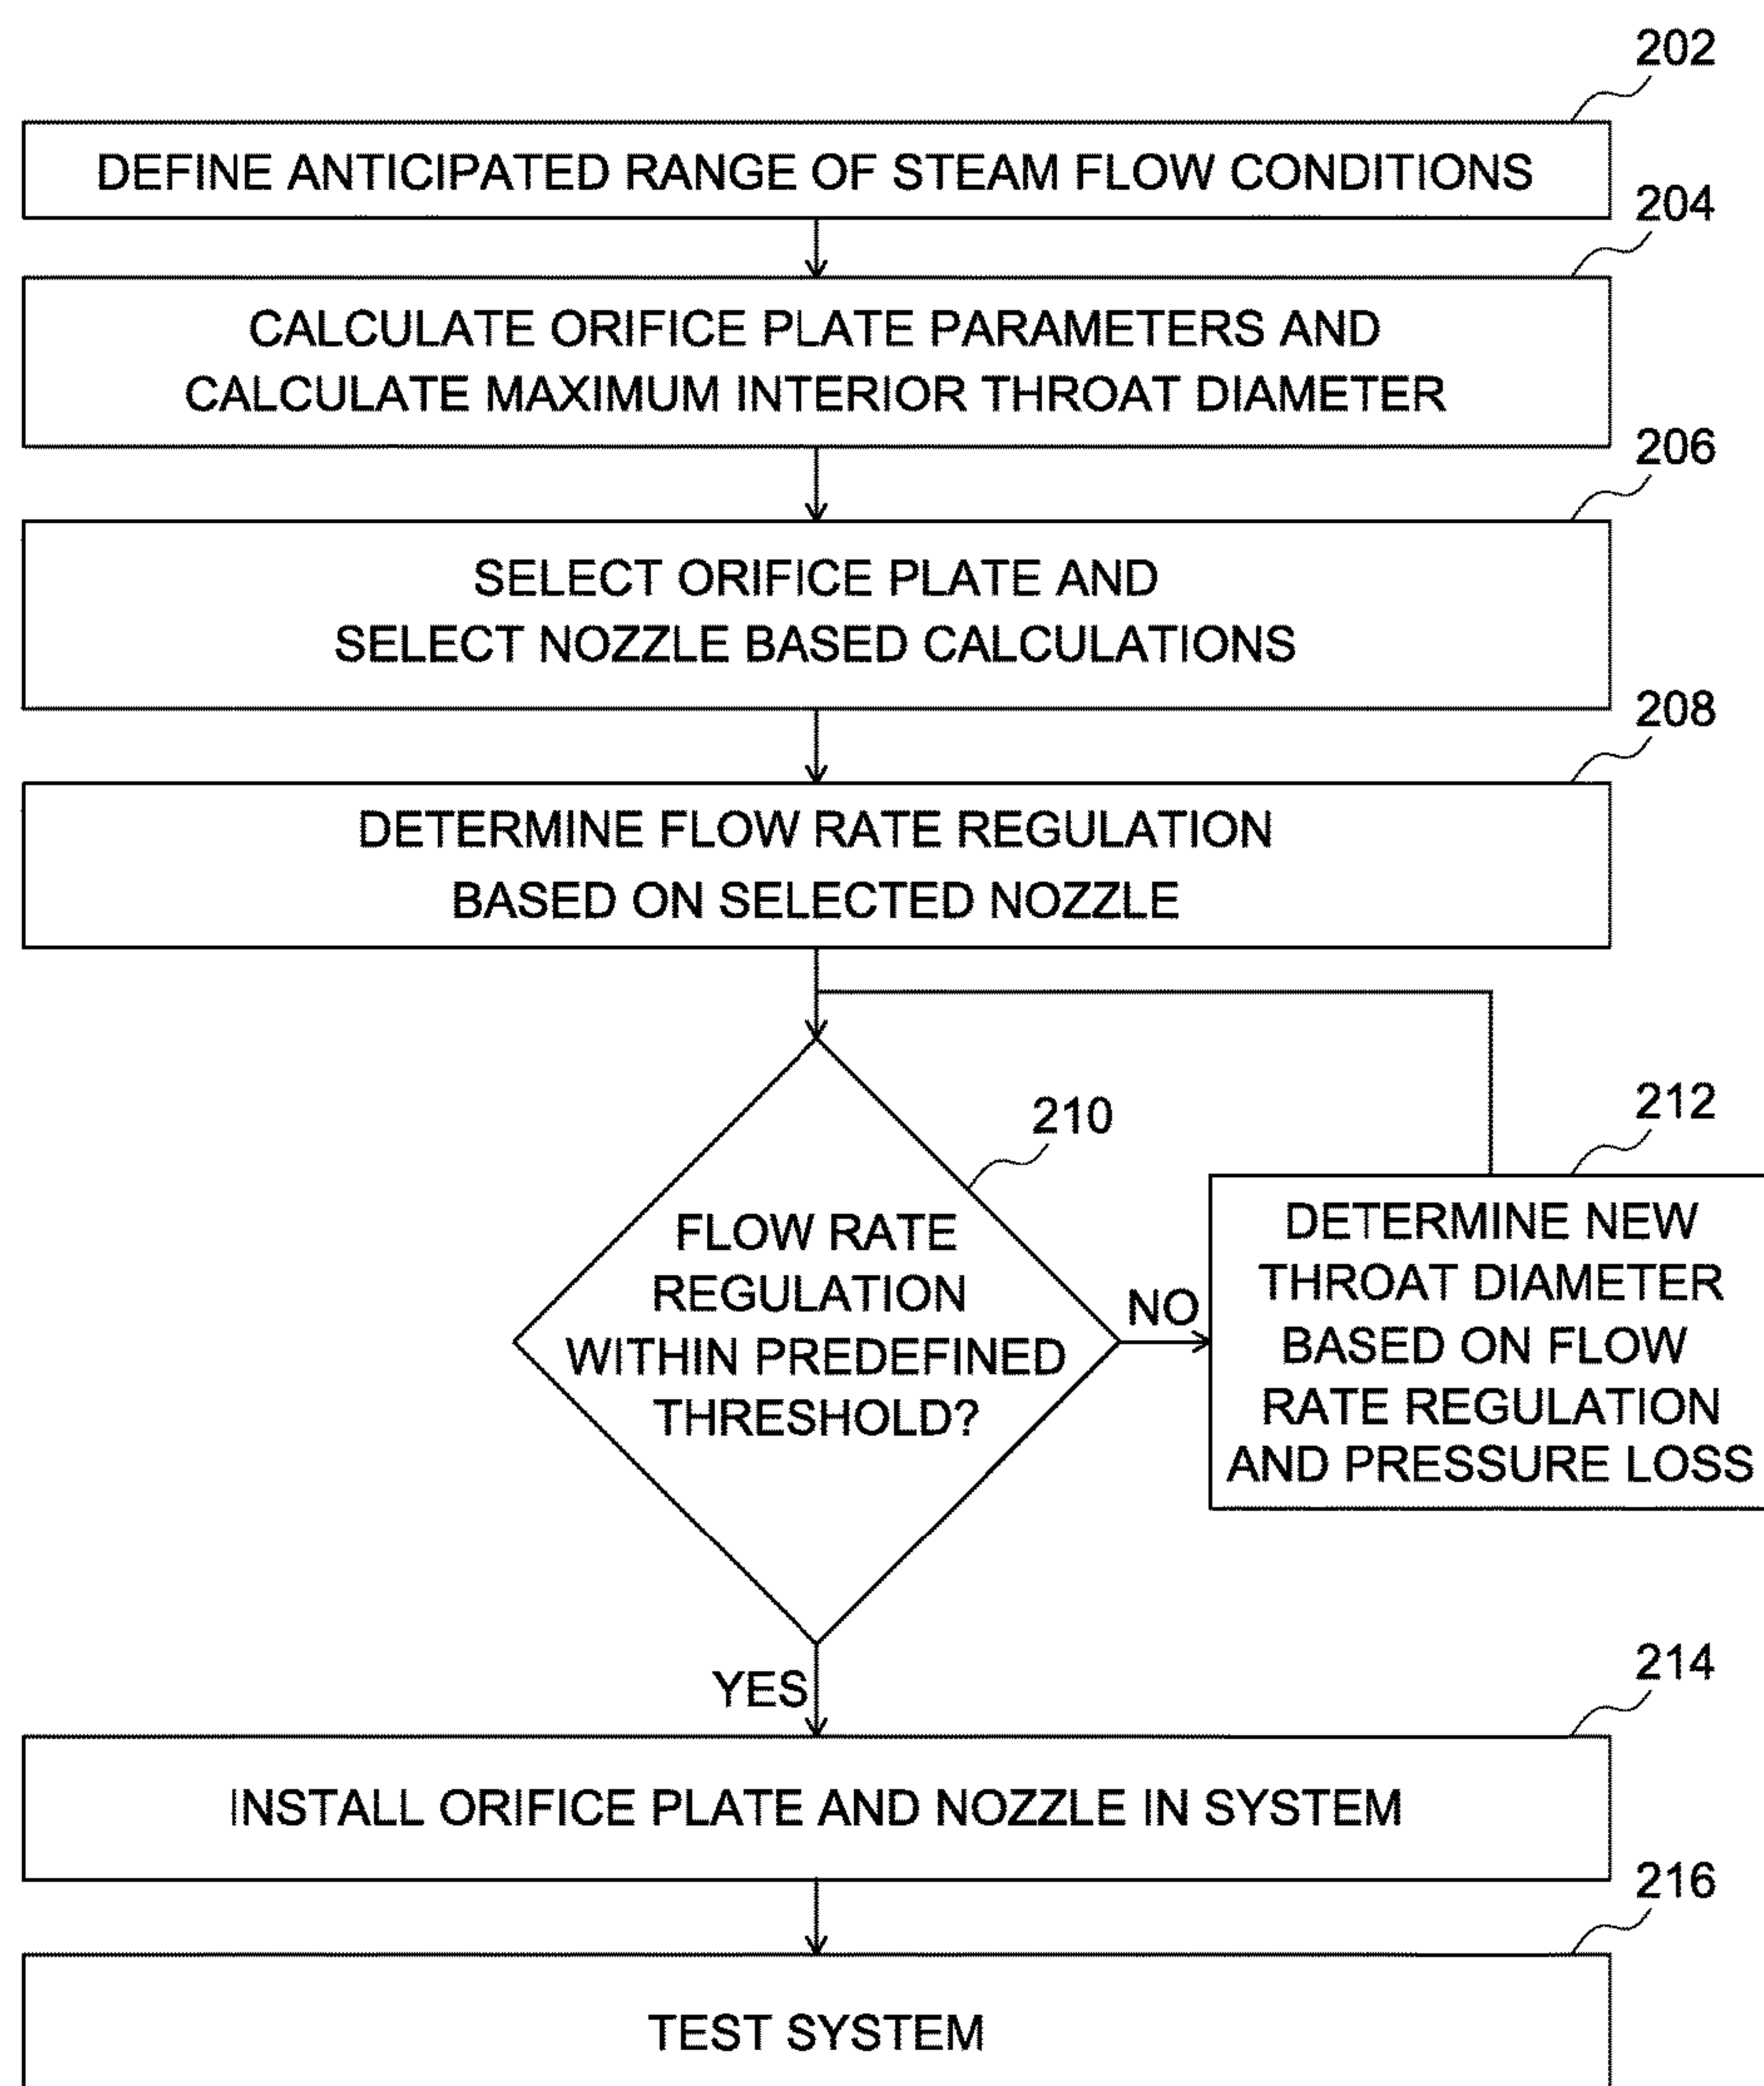 202
DEFINE ANTICIPATED RANGE OF STEAM FLOW CONDITIONS
204
CALCULATE ORIFICE PLATE PARAMETERS AND
CALCULATE MAXIMUM INTERIOR THROAT DIAMETER
206
SELECT ORIFICE PLATE AND
SELECT NOZZLE BASED CALCULATIONS
208
DETERMINE FLOW RATE REGULATION
BASED ON SELECTED NOZZLE
210
FLOW RATE
REGULATION
WITHIN PREDEFINED
THRESHOLD?
NO
212
DETERMINE NEW
THROAT DIAMETER
BASED ON FLOW
RATE REGULATION
AND PRESSURE LOSS
YES
214
INSTALL ORIFICE PLATE AND NOZZLE IN SYSTEM
216
TEST SYSTEM